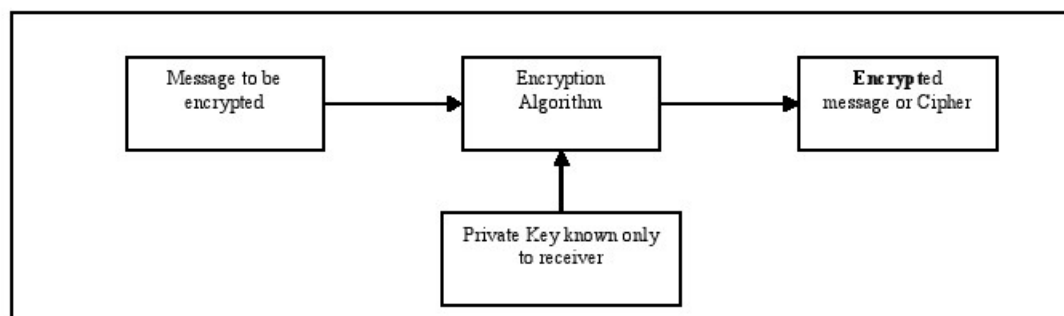 Message to be
encrypted
Encryption
Algorithm
Encrypted
message or Cipher
Private Key known only
to receiver